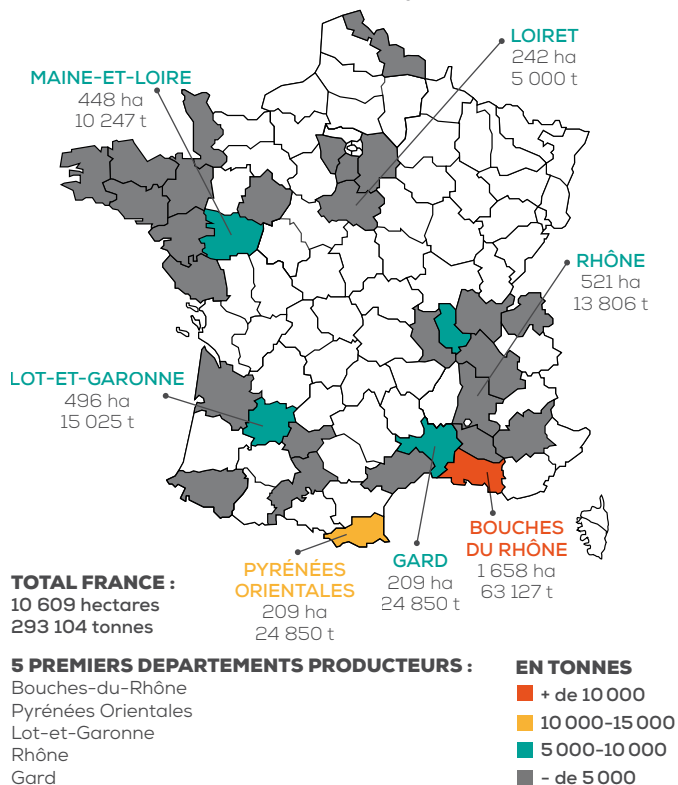 LOIRET
242 ha
5 000 t
MAINE-ET-LOIRE
448 ha
10 247 t
RHÔNE
521 ha
13 806 t
LOT-ET-GARONNE
496 ha
15 025 t
BOUCHES
DU RHÔNE
1 658 ha
63 127 t
GARD
209 ha
24 850 t
PYRÉNÉES
ORIENTALES
209 ha
24 850 t
TOTAL FRANCE :
10 609 hectares
293 104 tonnes
5 PREMIERS DEPARTEMENTS PRODUCTEURS :
Bouches-du-Rhône
Pyrénées Orientales
Lot-et-Garonne
Rhône
Gard
EN TONNES
+ de 10 000
10 000-15 000
5 000-10 000
- de 5 000